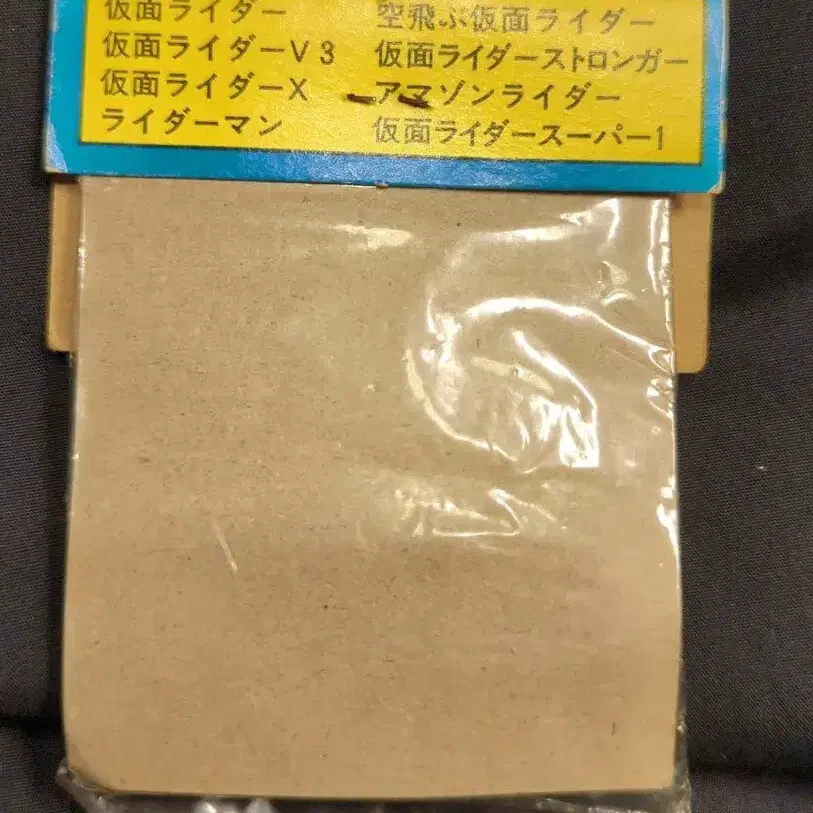 仮面ライダー 空飛ぶ仮面ライダー
仮面ライダーV3 仮面ライダーストロンガー
仮面ライダーX アマゾンライダー
ライダーマン 仮面ライダースーパー1